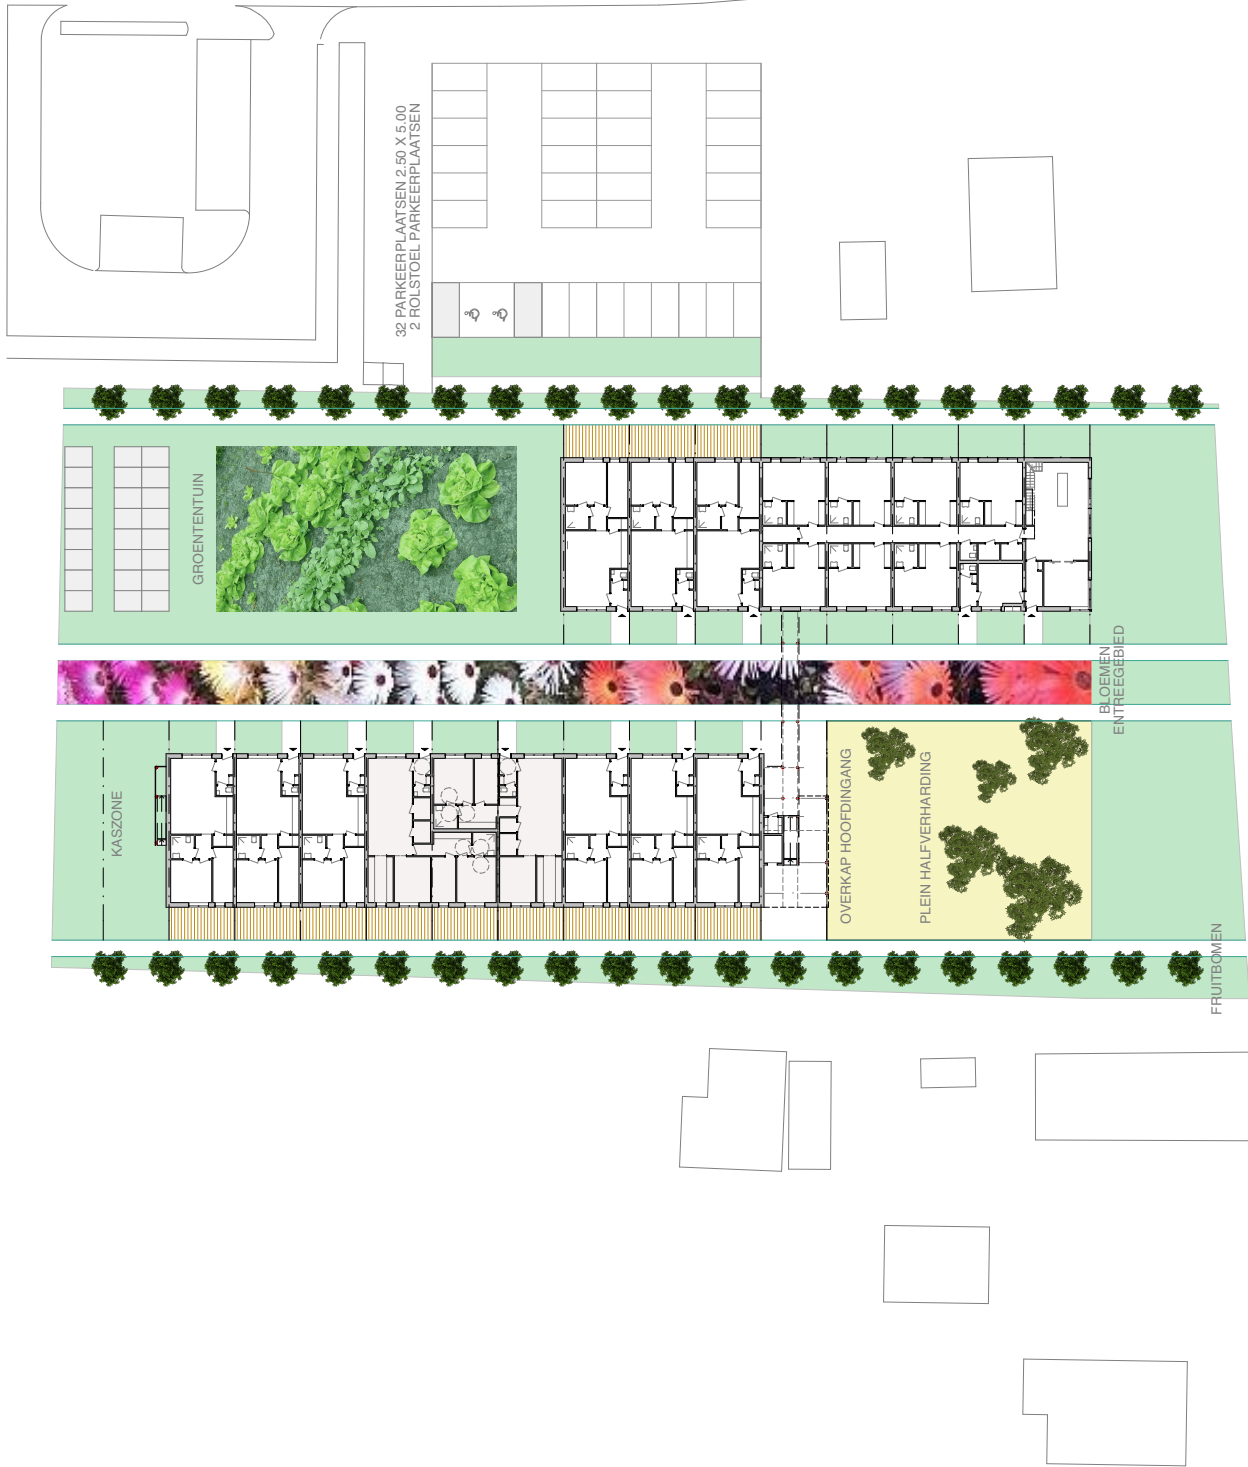 32 PARKEERPLAATSEN 2.50 X 5.00
2 ROLSTOEL PARKEERPLAATSEN
GROENTENTUIN
BLOEMEN
ENTREEGEBIED
KASZONE
OVERKAP HOOFDINGANG
PLEIN HALFVERHARDING
FRUITBOMEN